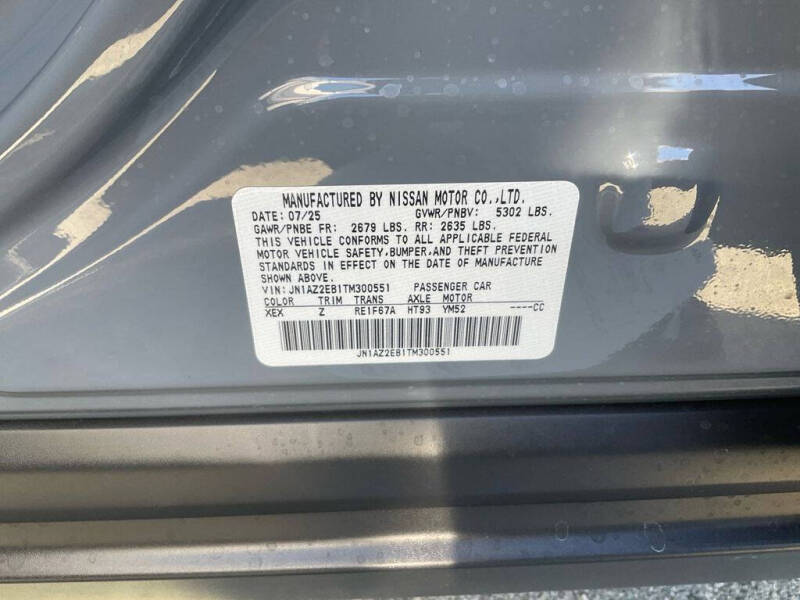 MANUFACTURED BY NISSAN MOTOR CO.,LTD.
DATE: 07/25 GVWR/PNBV: 5302 LBS.
GAWR/PNBE FR: 2679 LBS. RR: 2635 LBS.
THIS VEHICLE CONFORMS TO ALL APPLICABLE FEDERAL
MOTOR VEHICLE SAFETY,BUMPER,AND THEFT PREVENTION
STANDARDS IN EFFECT ON THE DATE OF MANUFACTURE
SHOWN ABOVE.
VIN: JN1AZ2EB1TM300551 PASSENGER CAR
COLOR TRIM TRANS AXLE MOTOR
XEX Z RE1F67A HT93 YM52 ----CC
JN1AZ2EB1TM300551